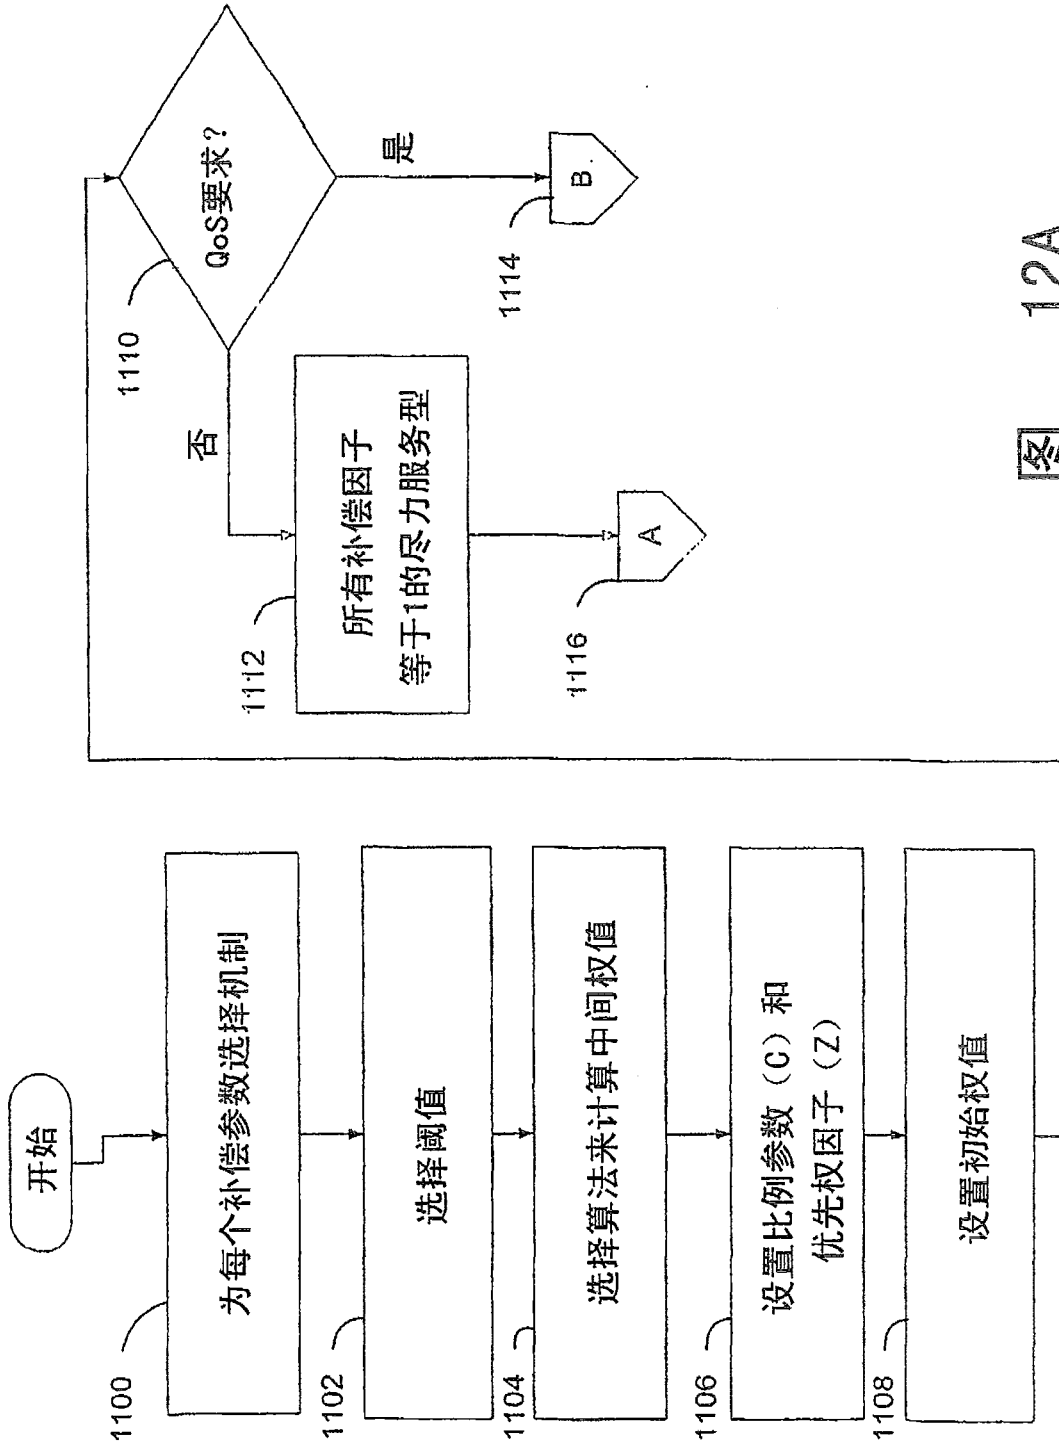 开始
1100
为每个补偿参数选择机制
1102
选择阈值
1104
选择算法来计算中间权值
1106
设置比例参数（C）和
优先权因子（Z）
1108
设置初始权值
1110
QoS要求？
否
是
1112
所有补偿因子
等于1的尽力服务型
1114
B
1116
A
图 12A